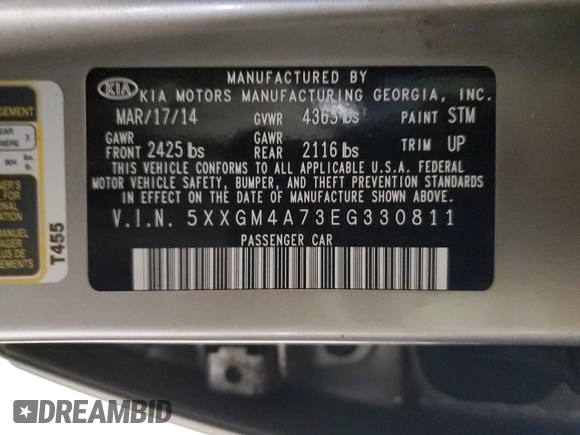 KIA
MANUFACTURED BY
KIA MOTORS MANUFACTURING GEORGIA, INC.
MAR/17/14 GVWR 4363 lbs PAINT STM
GAWR FRONT 2425 lbs GAWR REAR 2116 lbs TRIM UP
THIS VEHICLE CONFORMS TO ALL APPLICABLE U.S.A. FEDERAL
MOTOR VEHICLE SAFETY, BUMPER, AND THEFT PREVENTION STANDARDS
IN EFFECT ON THE DATE OF MANUFACTURE SHOWN ABOVE.
V.I.N. 5XXGM4A73EG330811
PASSENGER CAR
T455
DREAMBID